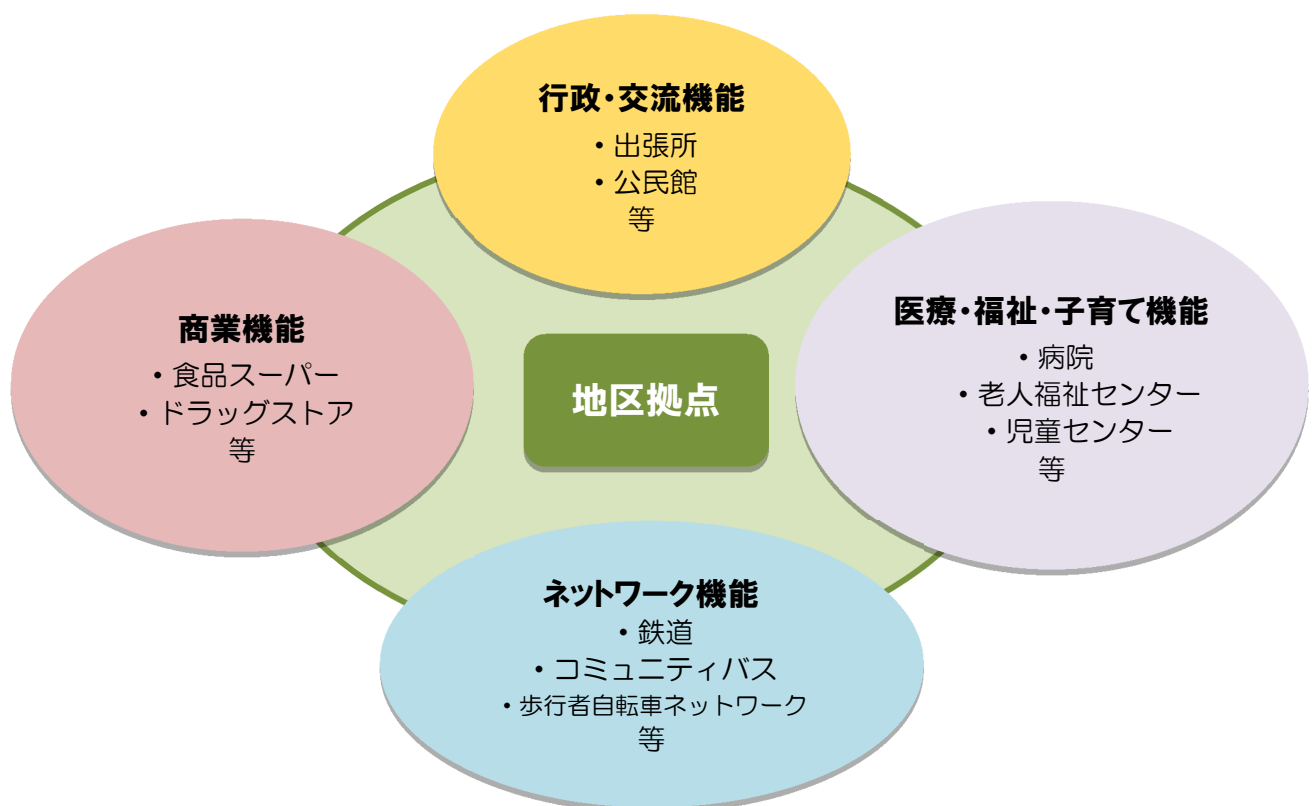 行政・交流機能
・出張所
・公民館
等
商業機能
・食品スーパー
・ドラッグストア
等
地区拠点
医療・福祉・子育て機能
・病院
・老人福祉センター
・児童センター
等
ネットワーク機能
・鉄道
・コミュニティバス
・歩行者自転車ネットワーク
等